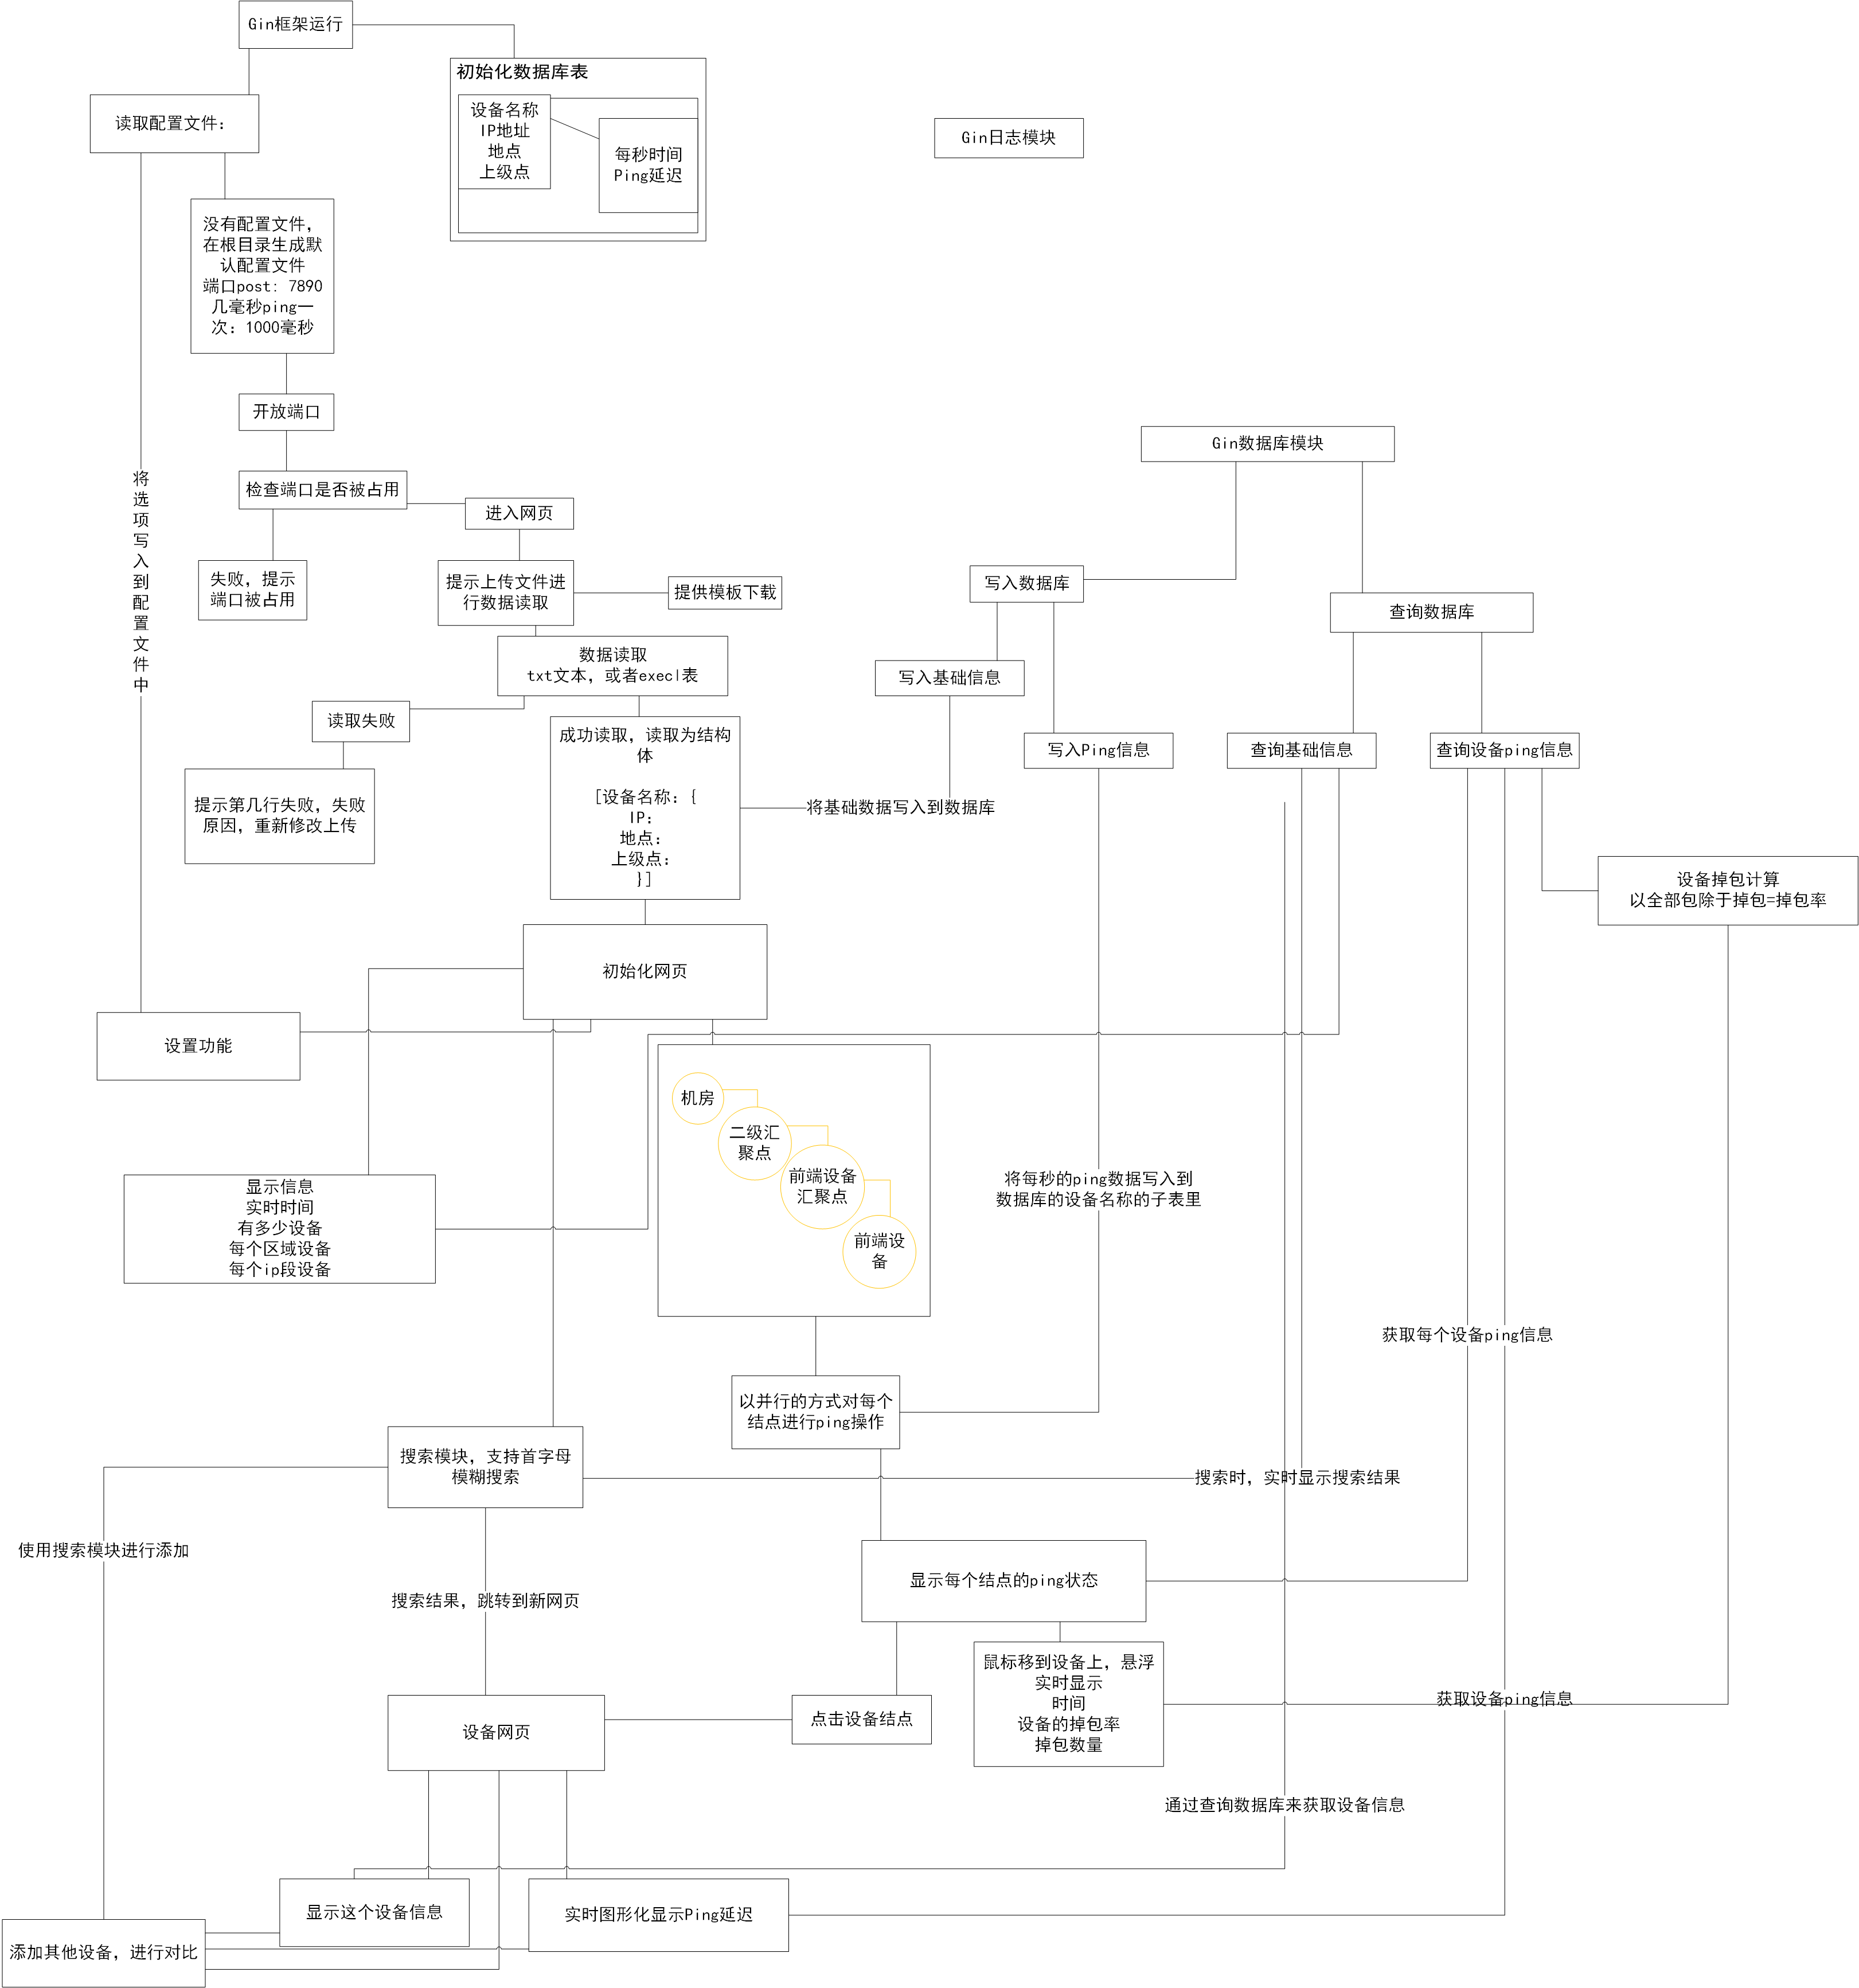 Gin框架运行
初始化数据库表
设备名称
IP地址
地点
上级点
每秒时间
Ping延迟
Gin日志模块
读取配置文件：
没有配置文件，
在根目录生成默
认配置文件
端口post: 7890
几毫秒ping一
次：1000毫秒
开放端口
检查端口是否被占用
进入网页
失败，提示
端口被占用
提示上传文件进
行数据读取
提供模板下载
将
选
项
写
入
到
配
置
文
件
中
数据读取
txt文本，或者execl表
读取失败
提示第几行失败，失败
原因，重新修改上传
成功读取，读取为结构
体
[设备名称：{
IP：
地点：
上级点：
}]
将基础数据写入到数据库
Gin数据库模块
写入数据库
查询数据库
写入基础信息
写入Ping信息
查询基础信息
查询设备ping信息
设备掉包计算
以全部包除于掉包=掉包率
初始化网页
设置功能
机房
二级汇
聚点
前端设备
汇聚点
前端设
备
显示信息
实时时间
有多少设备
每个区域设备
每个ip段设备
将每秒的ping数据写入到
数据库的设备名称的子表里
获取每个设备ping信息
以并行的方式对每个
结点进行ping操作
搜索模块，支持首字母
模糊搜索
搜索时，实时显示搜索结果
使用搜索模块进行添加
搜索结果，跳转到新网页
显示每个结点的ping状态
鼠标移到设备上，悬浮
实时显示
时间
设备的掉包率
掉包数量
获取设备ping信息
设备网页
点击设备结点
通过查询数据库来获取设备信息
显示这个设备信息
实时图形化显示Ping延迟
添加其他设备，进行对比